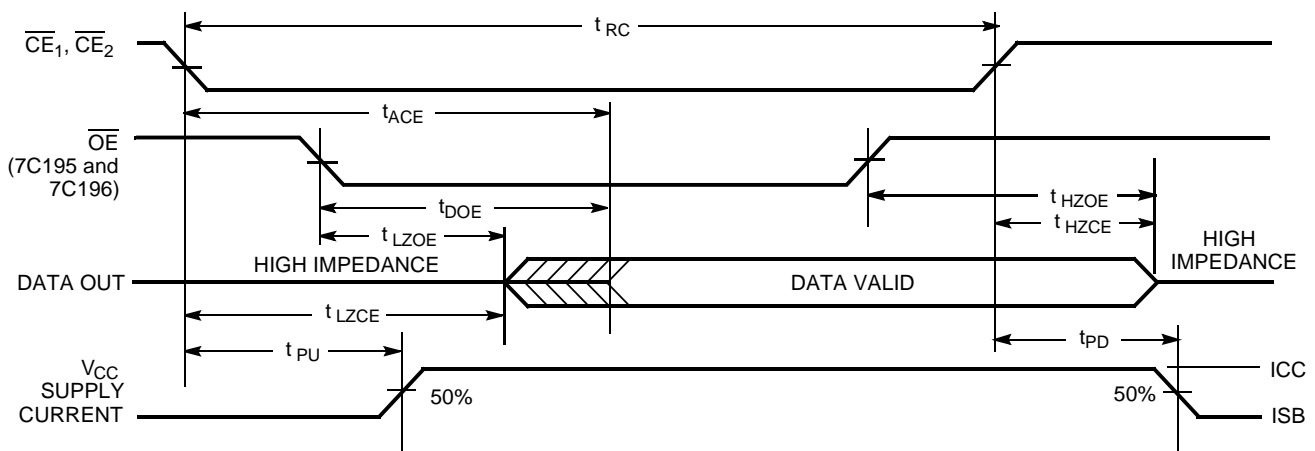 t RC
CE1, CE2
tACE
OE
(7C195 and
7C196)
tDOE
t HZOE
t LZOE
t HZCE
HIGH IMPEDANCE
HIGH
IMPEDANCE
DATA OUT
DATA VALID
t LZCE
t PU
tPD
VCC
SUPPLY
CURRENT
50%
50%
ICC
ISB